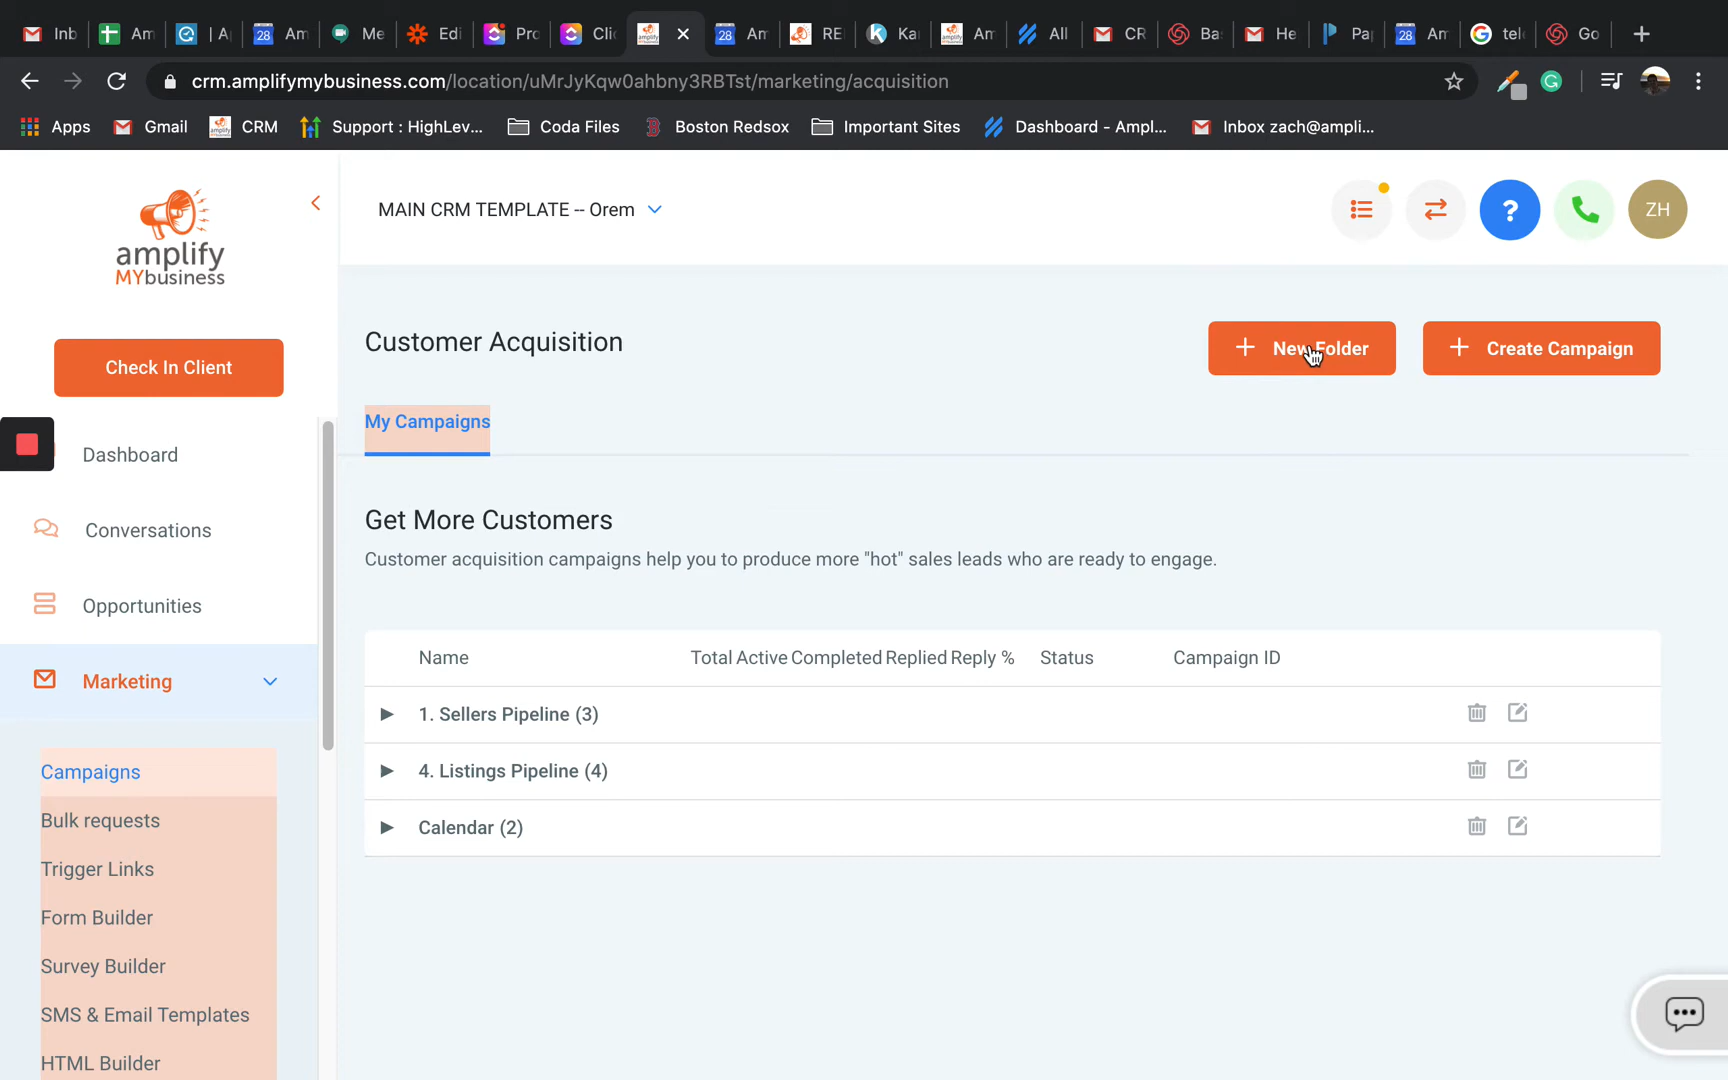 Inb Am | A Am Me Edi Pro Clic Am RE Ka Am All CR Ba He Pa Am tele Go
crm.amplifymybusiness.com/location/uMrJyKqw0ahbny3RBTst/marketing/acquisition
Apps Gmail CRM Support : HighLev... Coda Files Boston Redsox Important Sites Dashboard - Ampl... Inbox zach@ampli...
amplify
MYbusiness
MAIN CRM TEMPLATE -- Orem
ZH
Check In Client
Dashboard
Conversations
Opportunities
Marketing
Campaigns
Bulk requests
Trigger Links
Form Builder
Survey Builder
SMS & Email Templates
HTML Builder
Customer Acquisition
New Folder
Create Campaign
My Campaigns
Get More Customers
Customer acquisition campaigns help you to produce more "hot" sales leads who are ready to engage.
Name Total Active Completed Replied Reply % Status Campaign ID
1. Sellers Pipeline (3)
4. Listings Pipeline (4)
Calendar (2)